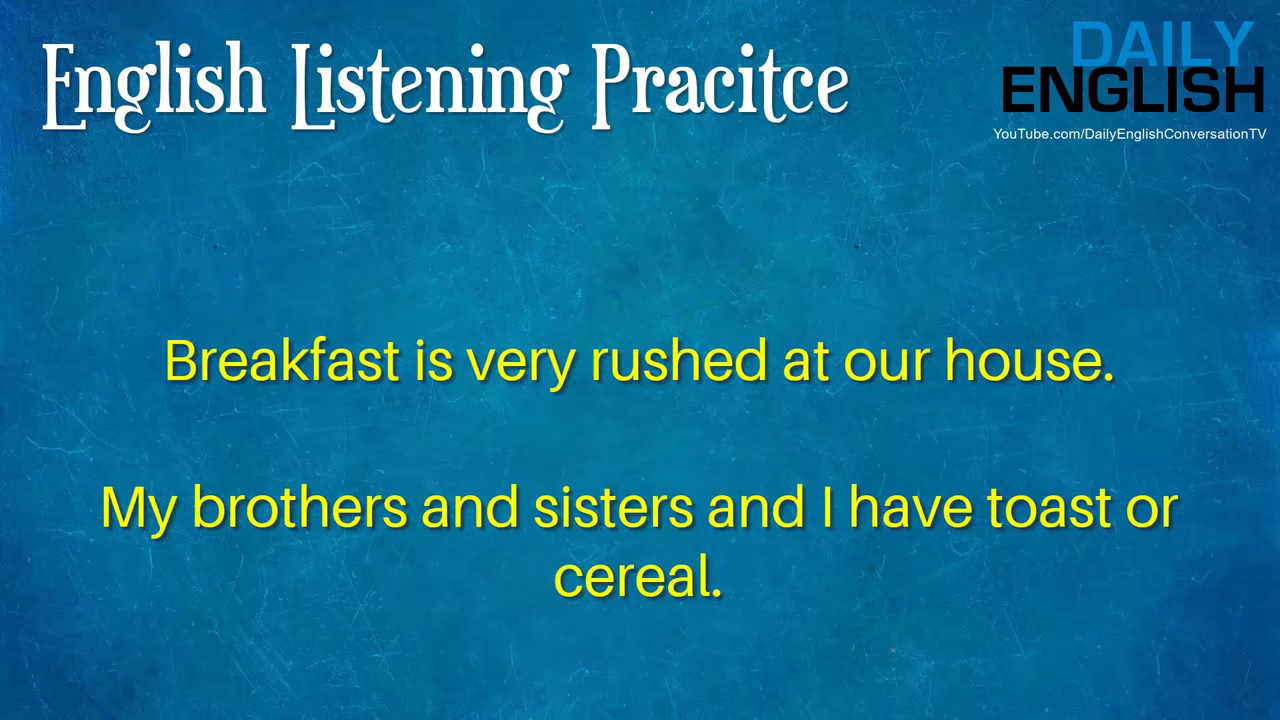 English Listening Pracitce
DAILY
ENGLISH
YouTube.com/DailyEnglishConversationTV
Breakfast is very rushed at our house.
My brothers and sisters and I have toast or
cereal.